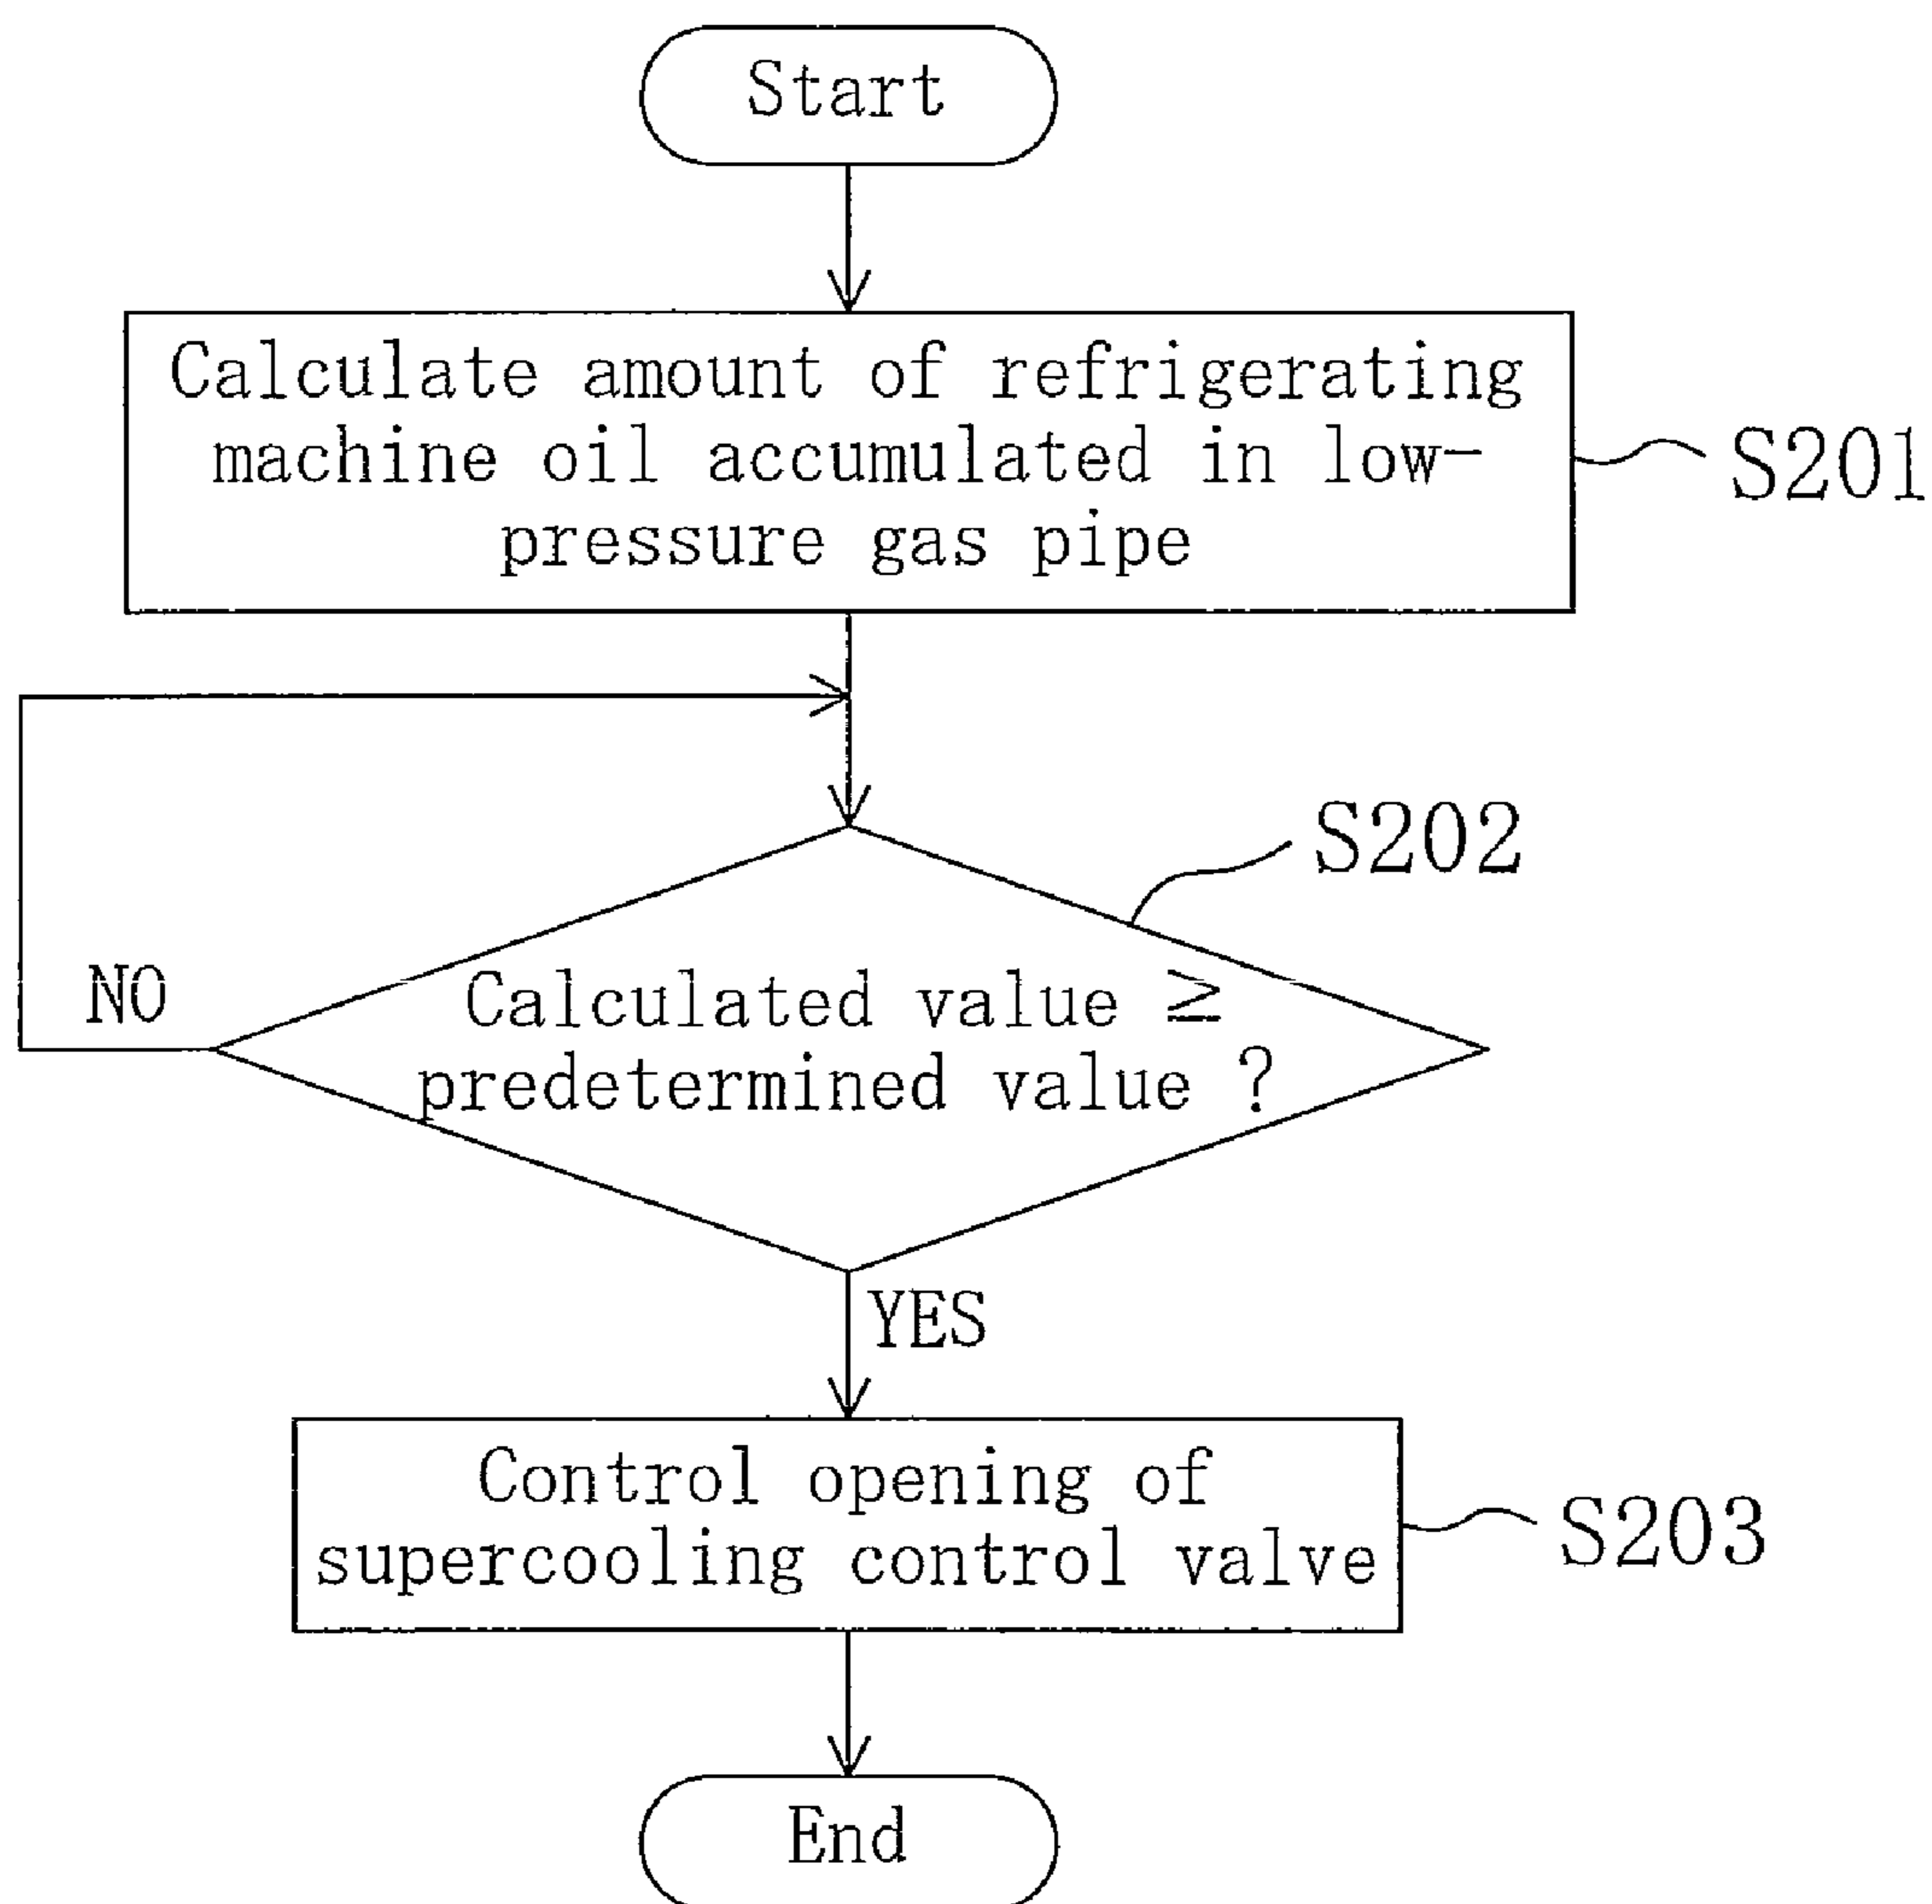 Start
Calculate amount of refrigerating
machine oil accumulated in low-
pressure gas pipe
S201
S202
NO
Calculated value ≥
predetermined value ?
YES
Control opening of
supercooling control valve
S203
End